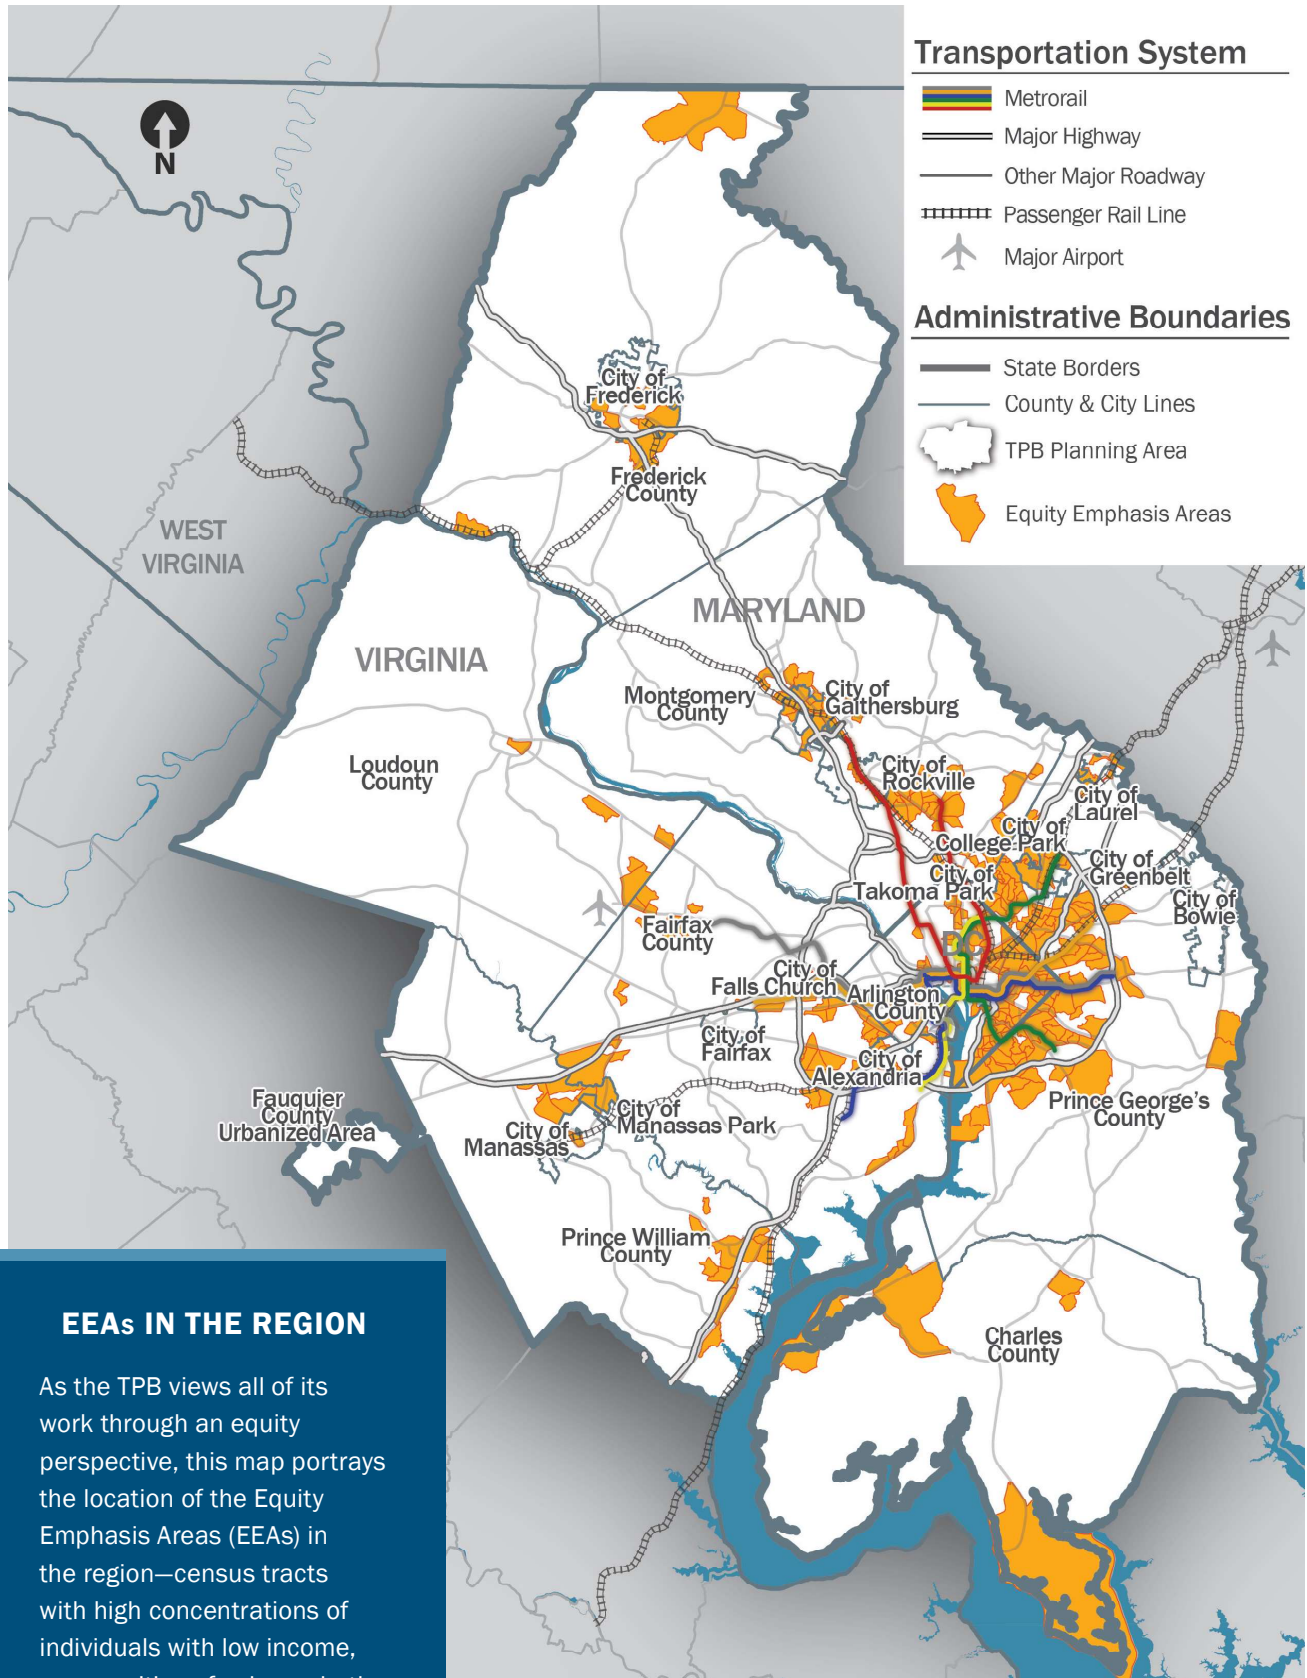 Transportation System
Metrorail
Major Highway
Other Major Roadway
Passenger Rail Line
Major Airport
Administrative Boundaries
State Borders
County & City Lines
TPB Planning Area
Equity Emphasis Areas
N
City of
Frederick
Frederick
County
WEST
VIRGINIA
MARYLAND
VIRGINIA
Montgomery
County
City of
Gaithersburg
Loudoun
County
City of
Rockville
City of
Laurel
City of
College Park
City of
Greenbelt
City of
Takoma Park
City of
Bowie
Fairfax
County
City of
Falls Church
Arlington
County
City of
Fairfax
City of
Alexandria
Prince George's
County
Fauquier
County
Urbanized Area
City of
Manassas Park
City of
Manassas
Prince William
County
Charles
County
EEAs IN THE REGION
As the TPB views all of its
work through an equity
perspective, this map portrays
the location of the Equity
Emphasis Areas (EEAs) in
the region—census tracts
with high concentrations of
individuals with low income,